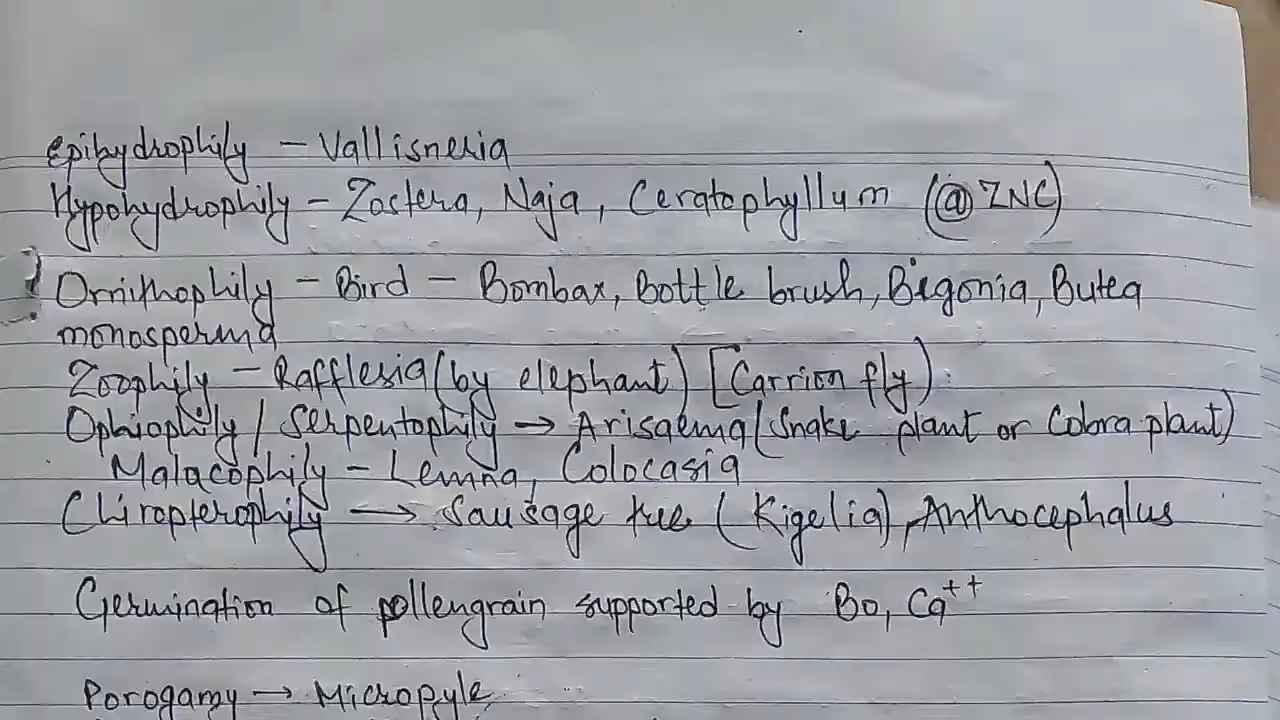 Epihydrophily - Vallisneria
Hypohydrophily - Zostera, Naja, Ceratophyllum (@ ZNC)
Ornithophily - Bird - Bombax, Bottle brush, Bigonia, Butea
monosperma
Zoophily - Rafflesia (by elephant) [Carrion fly)
Ophiophily / Serpentophily → Arisaema (Snake plant or Cobra plant)
Malacophily - Lemna, Colocasia
Chiropterophily → Sausage tree (Kigelia), Anthocephalus
Germination of pollengrain supported by Bo, Ca++
Porogamy → Micropyle